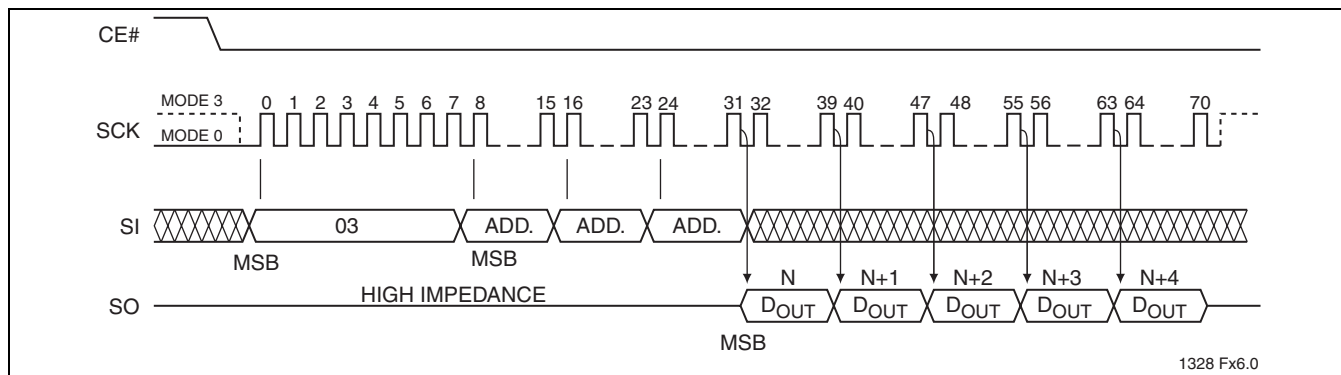 CE#
MODE 3
0 1 2 3 4 5 6 7 8 15 16 23 24 31 32 39 40 47 48 55 56 63 64 70
SCK
MODE 0
SI
03 ADD. ADD. ADD.
MSB MSB
N N+1 N+2 N+3 N+4
HIGH IMPEDANCE
SO
DOUT DOUT DOUT DOUT DOUT
MSB
1328 Fx6.0